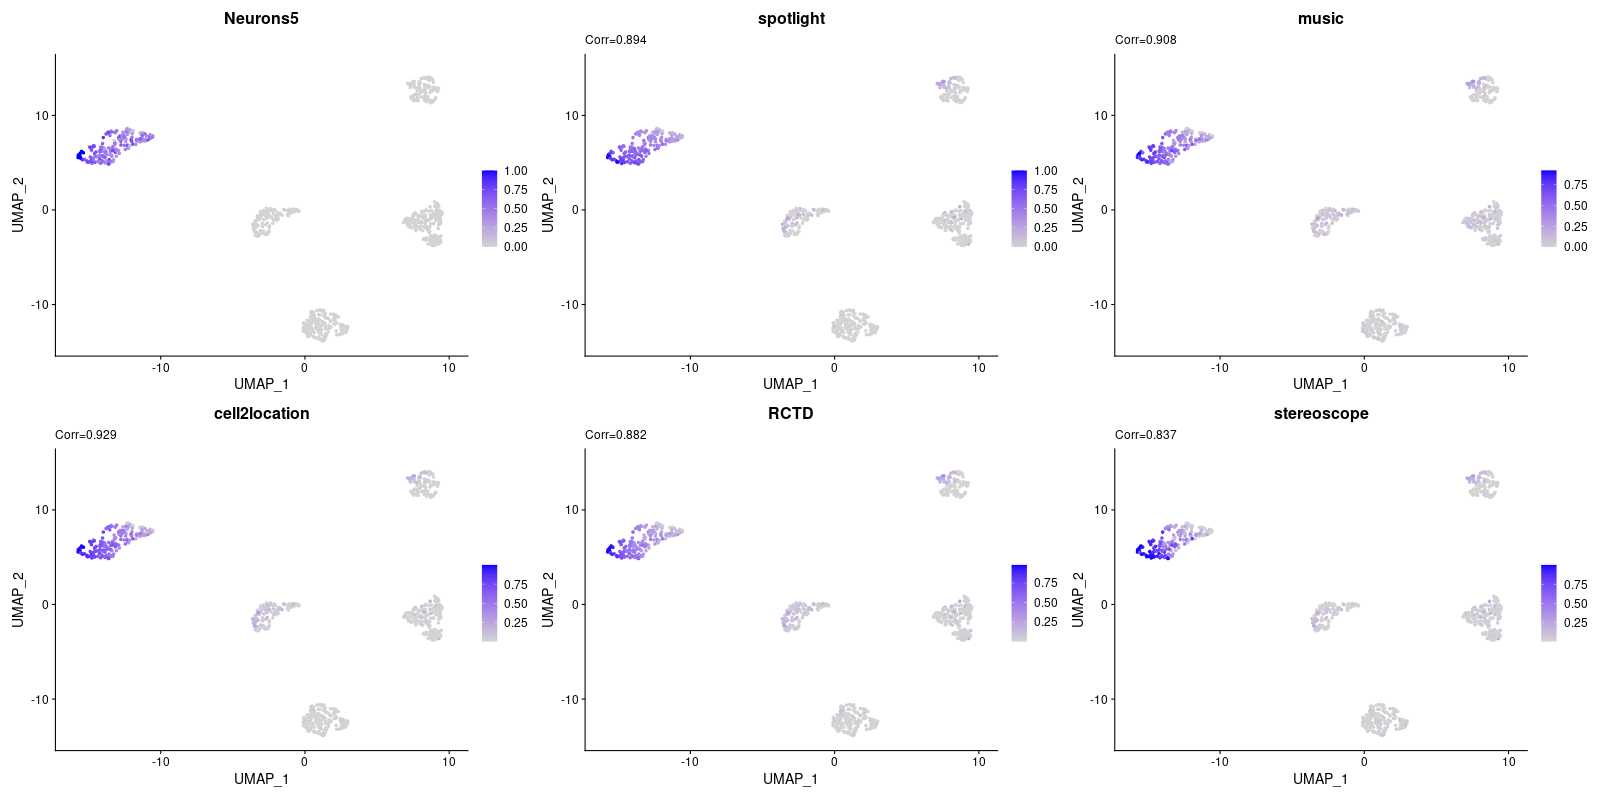 Neurons5
10
0
-10
-10
0
10
UMAP_1
UMAP_2
1.00
0.75
0.50
0.25
0.00
spotlight
Corr=0.894
10
0
-10
-10
0
10
UMAP_1
UMAP_2
1.00
0.75
0.50
0.25
0.00
music
Corr=0.908
10
0
-10
-10
0
10
UMAP_1
UMAP_2
0.75
0.50
0.25
0.00
cell2location
Corr=0.929
10
0
-10
-10
0
10
UMAP_1
UMAP_2
0.75
0.50
0.25
RCTD
Corr=0.882
10
0
-10
-10
0
10
UMAP_1
UMAP_2
0.75
0.50
0.25
stereoscope
Corr=0.837
10
0
-10
-10
0
10
UMAP_1
UMAP_2
0.75
0.50
0.25